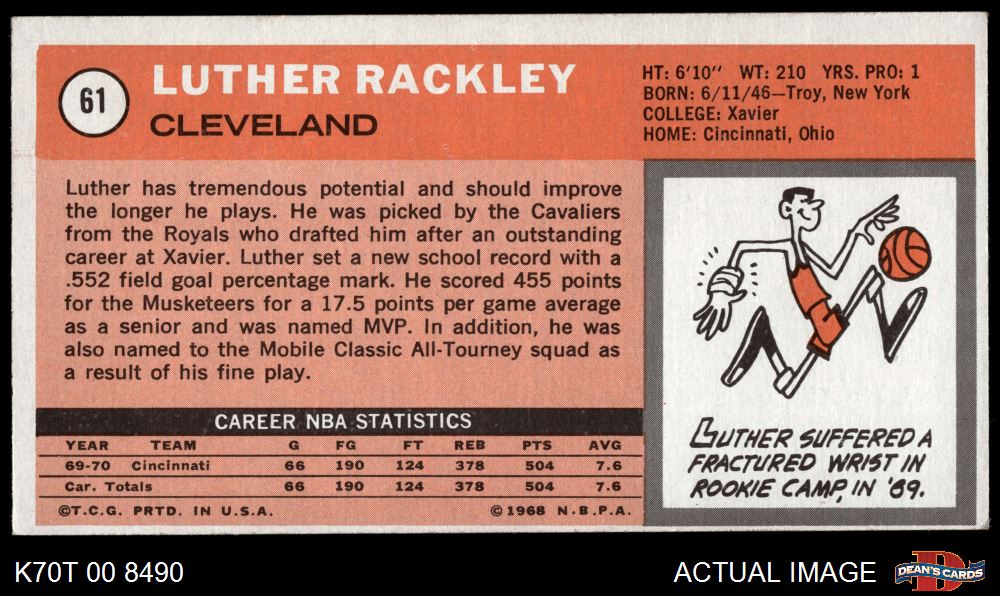 61
LUTHER RACKLEY
CLEVELAND
HT: 6'10" WT: 210 YRS. PRO: 1
BORN: 6/11/46—Troy, New York
COLLEGE: Xavier
HOME: Cincinnati, Ohio
Luther has tremendous potential and should improve
the longer he plays. He was picked by the Cavaliers
from the Royals who drafted him after an outstanding
career at Xavier. Luther set a new school record with a
.552 field goal percentage mark. He scored 455 points
for the Musketeers for a 17.5 points per game average
as a senior and was named MVP. In addition, he was
also named to the Mobile Classic All-Tourney squad as
a result of his fine play.
CAREER NBA STATISTICS
YEAR TEAM G FG FT REB PTS AVG
69-70 Cincinnati 66 190 124 378 504 7.6
Car. Totals 66 190 124 378 504 7.6
©T.C.G. PRTD. IN U.S.A. ©1968 N.B.P.A.
LUTHER SUFFERED A
FRACTURED WRIST IN
ROOKIE CAMP, IN '69.
K70T 00 8490
ACTUAL IMAGE
D
DEAN'S CARDS